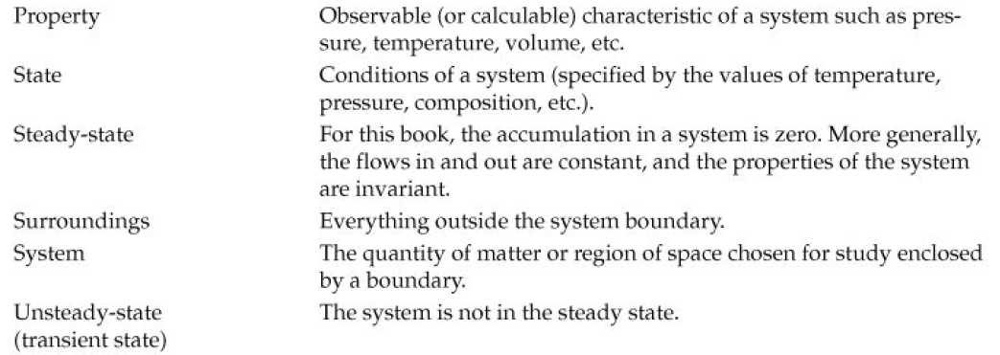 Property Observable (or calculable) characteristic of a system such as pres-
sure, temperature, volume, etc.
State Conditions of a system (specified by the values of temperature,
pressure, composition, etc.).
Steady-state For this book, the accumulation in a system is zero. More generally,
the flows in and out are constant, and the properties of the system
are invariant.
Surroundings Everything outside the system boundary.
System The quantity of matter or region of space chosen for study enclosed
by a boundary.
Unsteady-state The system is not in the steady state.
(transient state)